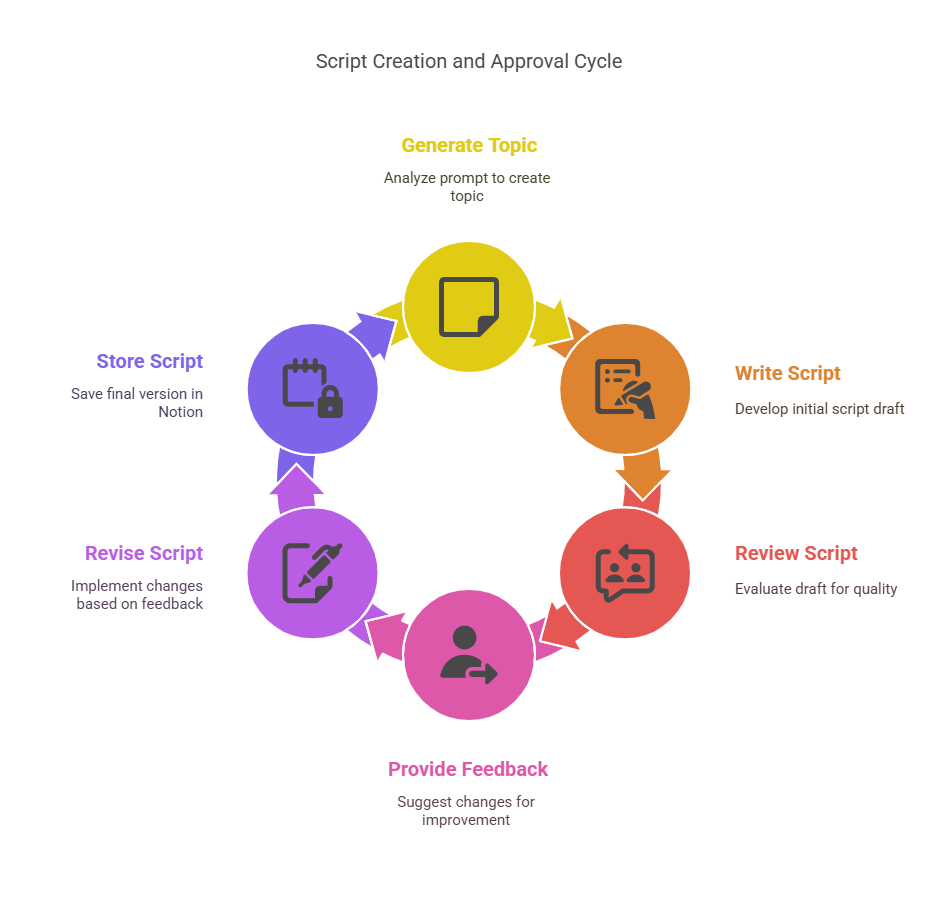 Script Creation and Approval Cycle
Generate Topic
Analyze prompt to create
topic
Store Script
Save final version in
Notion
Write Script
Develop initial script draft
Revise Script
Implement changes
based on feedback
Review Script
Evaluate draft for quality
Provide Feedback
Suggest changes for
improvement